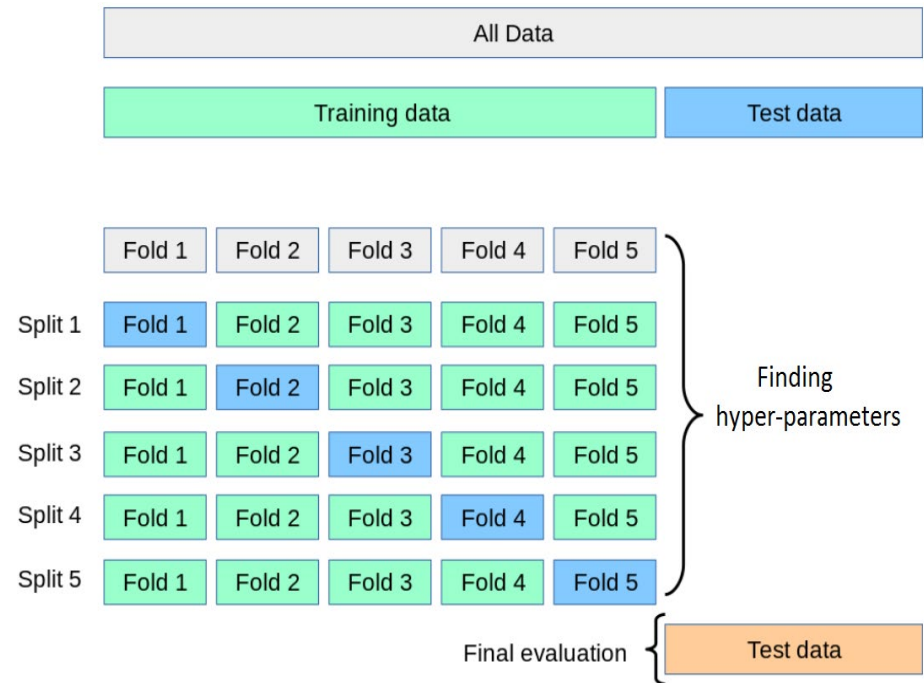 All Data
Training data Test data
Fold 1 Fold 2 Fold 3 Fold 4 Fold 5
Split 1 Fold 1 Fold 2 Fold 3 Fold 4 Fold 5
Split 2 Fold 1 Fold 2 Fold 3 Fold 4 Fold 5
Split 3 Fold 1 Fold 2 Fold 3 Fold 4 Fold 5
Split 4 Fold 1 Fold 2 Fold 3 Fold 4 Fold 5
Split 5 Fold 1 Fold 2 Fold 3 Fold 4 Fold 5
Finding
hyper-parameters
Final evaluation Test data